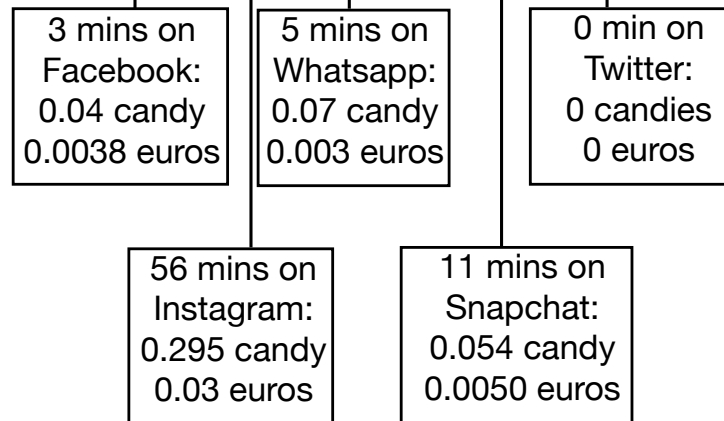 3 mins on
Facebook:
0.04 candy
0.0038 euros
5 mins on
Whatsapp:
0.07 candy
0.003 euros
0 min on
Twitter:
0 candies
0 euros
56 mins on
Instagram:
0.295 candy
0.03 euros
11 mins on
Snapchat:
0.054 candy
0.0050 euros